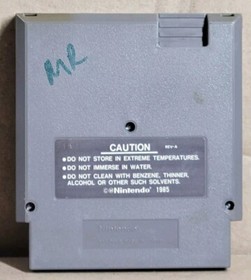 MR
CAUTION REV-A
●DO NOT STORE IN EXTREME TEMPERATURES.
●DO NOT IMMERSE IN WATER.
●DO NOT CLEAN WITH BENZENE, THINNER,
ALCOHOL OR OTHER SUCH SOLVENTS.
©®Nintendo® 1985